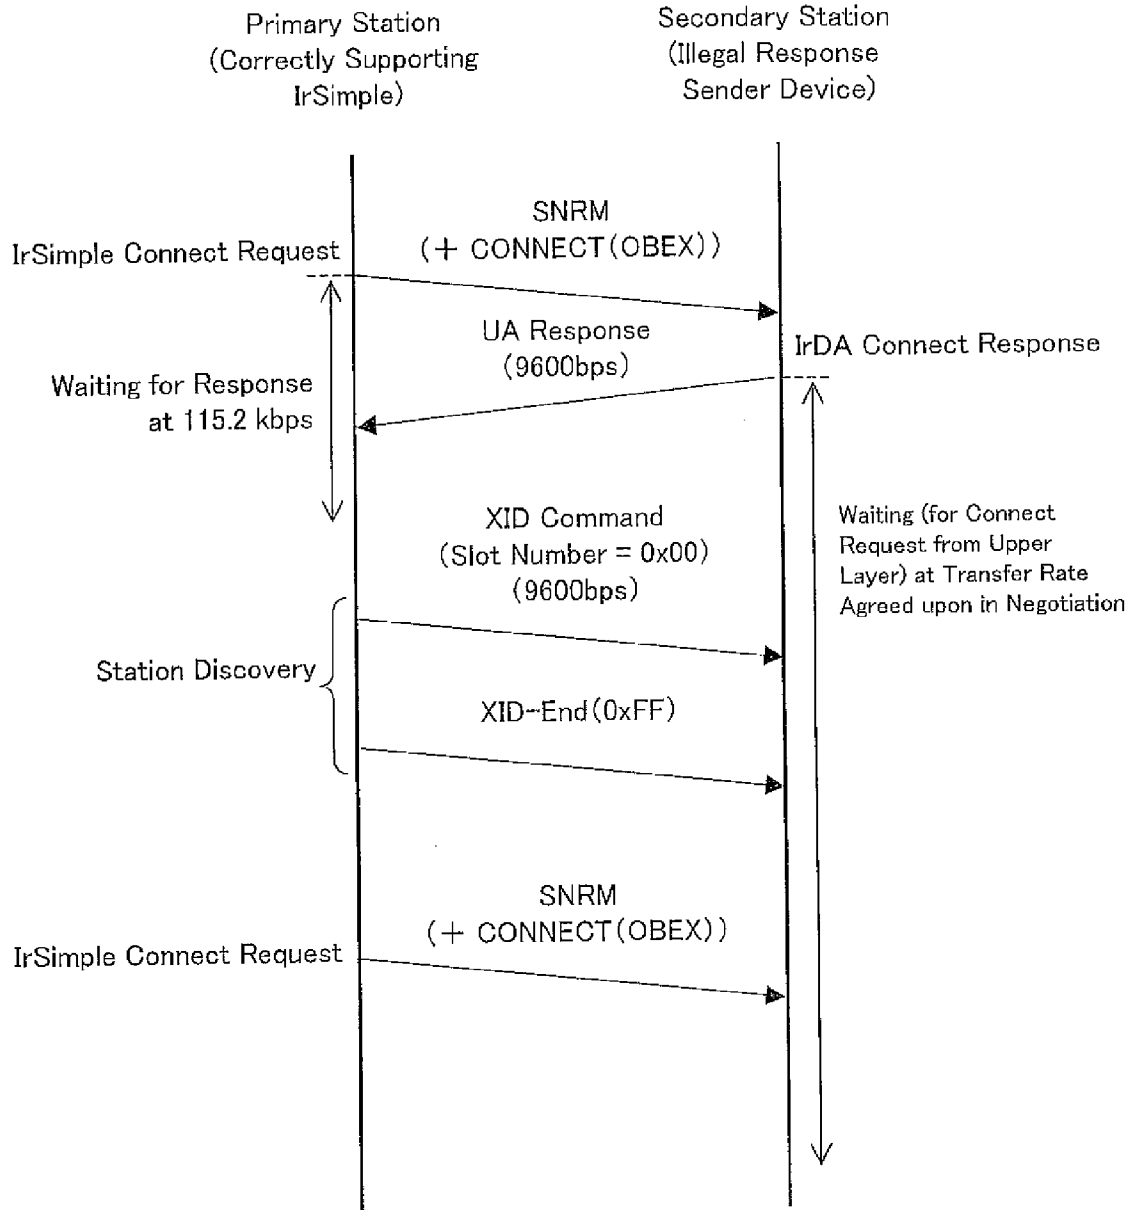 Primary Station
(Correctly Supporting
IrSimple)
Secondary Station
(Illegal Response
Sender Device)
SNRM
(+ CONNECT(OBEX))
IrSimple Connect Request
UA Response
(9600bps)
IrDA Connect Response
Waiting for Response
at 115.2 kbps
XID Command
(Slot Number = 0x00)
(9600bps)
Waiting (for Connect
Request from Upper
Layer) at Transfer Rate
Agreed upon in Negotiation
Station Discovery
XID-End(0xFF)
SNRM
(+ CONNECT(OBEX))
IrSimple Connect Request